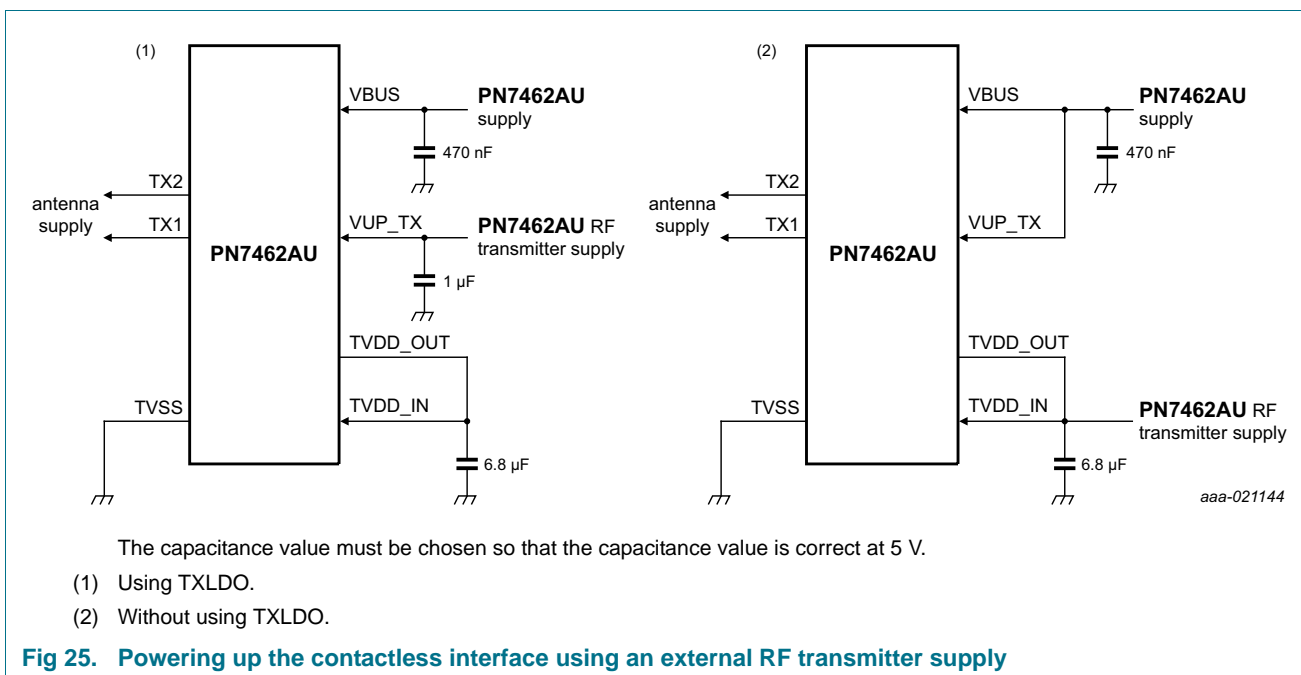 (1)
VBUS
PN7462AU
supply
470 nF
TX2
antenna
supply
TX1
VUP_TX
PN7462AU RF
transmitter supply
PN7462AU
1 µF
TVDD_OUT
TVSS
TVDD_IN
6.8 µF
(2)
VBUS
PN7462AU
supply
470 nF
TX2
antenna
supply
TX1
VUP_TX
PN7462AU
TVDD_OUT
TVSS
TVDD_IN
PN7462AU RF
transmitter supply
6.8 µF
aaa-021144
The capacitance value must be chosen so that the capacitance value is correct at 5 V.
(1) Using TXLDO.
(2) Without using TXLDO.
Fig 25. Powering up the contactless interface using an external RF transmitter supply